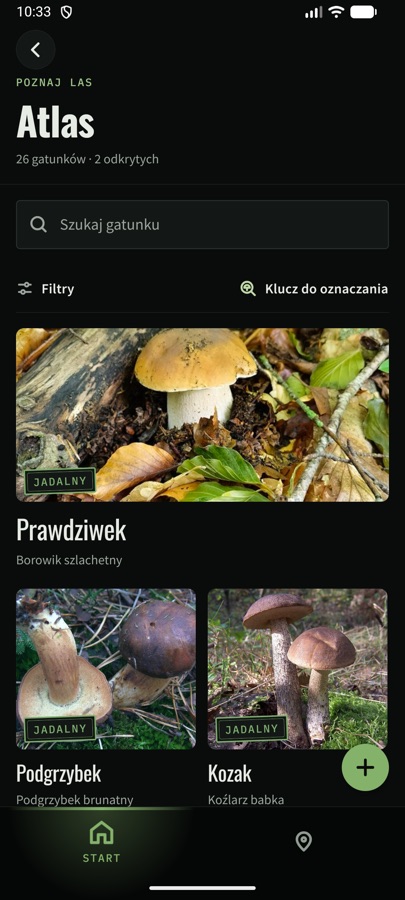 10:33
POZNAJ LAS
Atlas
26 gatunków · 2 odkrytych
Szukaj gatunku
Filtry
Klucz do oznaczania
JADALNY
Prawdziwek
Borowik szlachetny
JADALNY
JADALNY
Podgrzybek
Kozak
Podgrzybek brunatny
Koźlarz babka
START